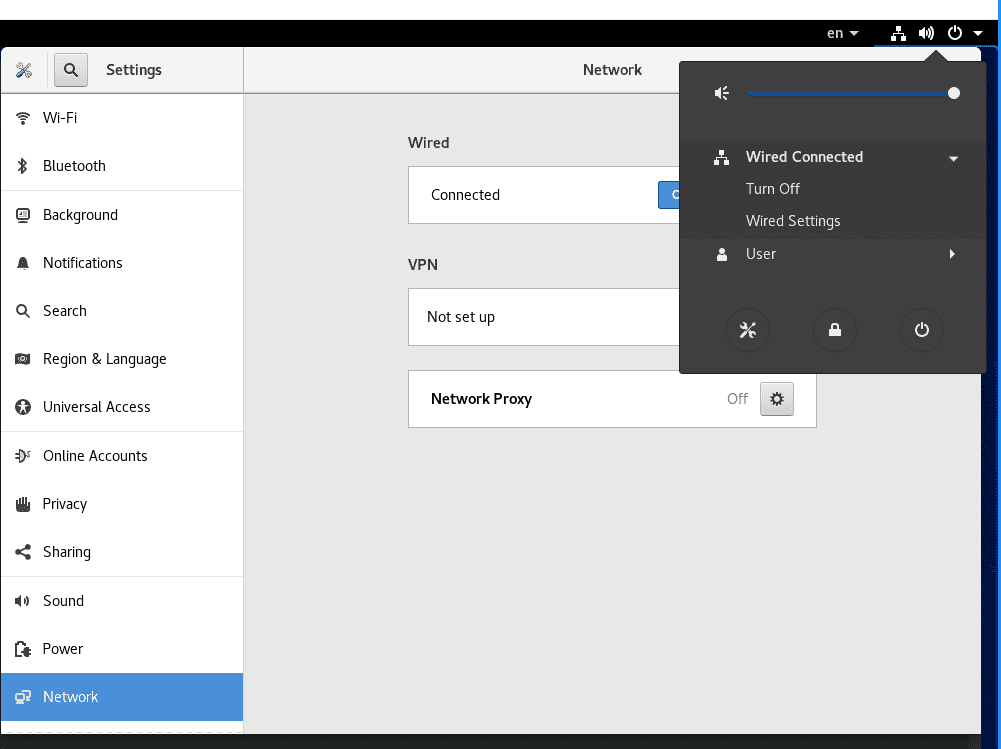 en
Settings
Network
Wi-Fi
Bluetooth
Background
Notifications
Search
Region & Language
Universal Access
Online Accounts
Privacy
Sharing
Sound
Power
Network
Wired
Connected
VPN
Not set up
Network Proxy Off
Wired Connected
Turn Off
Wired Settings
User